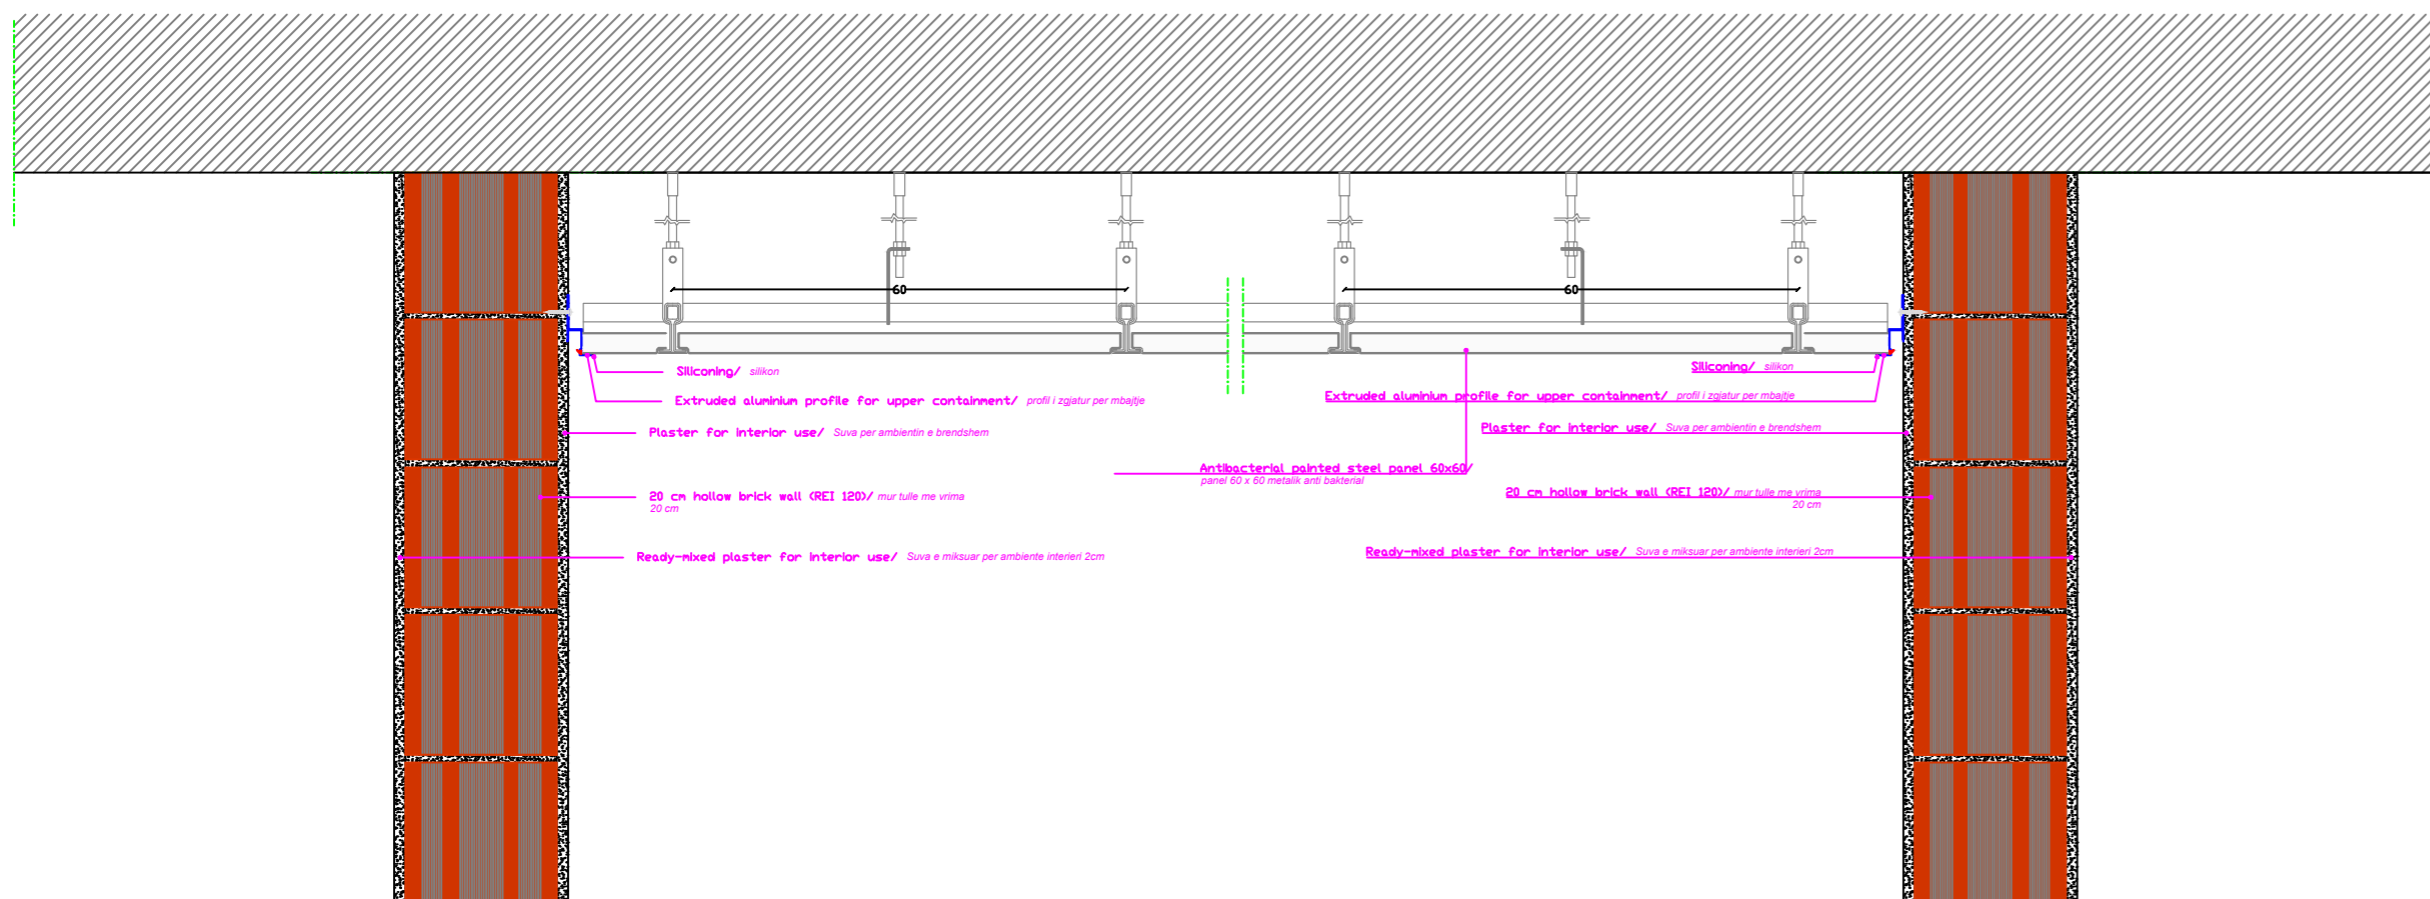 60
60
Siliconing/ silikon
Extruded aluminium profile for upper containment/ profil i zgjatur per mbajtje
Plaster for interior use/ Suva per ambientin e brendshem
20 cm hollow brick wall (REI 120)/ mur tulle me vrima
20 cm
Ready-mixed plaster for interior use/ Suva e miksuar per ambiente interieri 2cm
Antibacterial painted steel panel 60x60/
panel 60 x 60 metalik anti bakterial
Siliconing/ silikon
Extruded aluminium profile for upper containment/ profil i zgjatur per mbajtje
Plaster for interior use/ Suva per ambientin e brendshem
20 cm hollow brick wall (REI 120)/ mur tulle me vrima
20 cm
Ready-mixed plaster for interior use/ Suva e miksuar per ambiente interieri 2cm